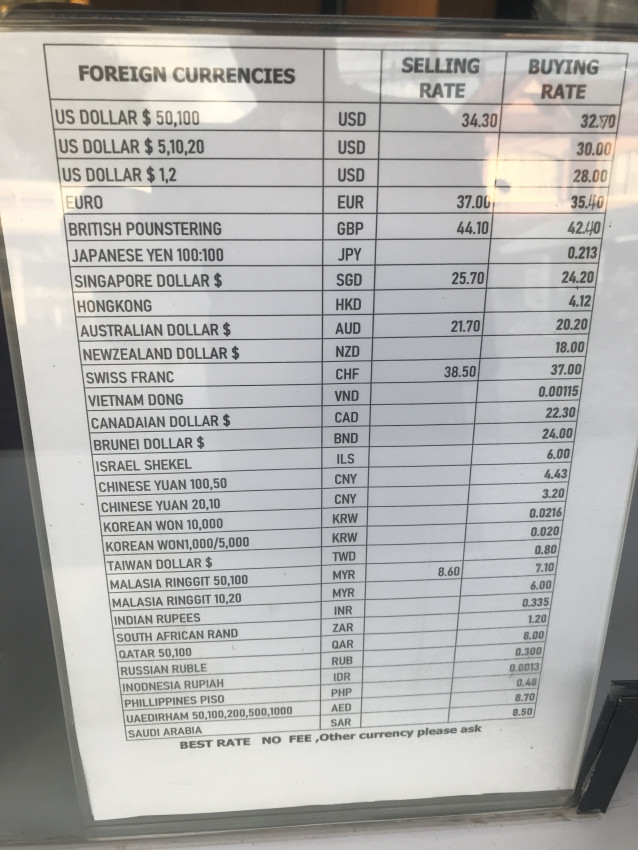 FOREIGN CURRENCIES SELLING RATE BUYING RATE
US DOLLAR $ 50,100 USD 34.30 32.70
US DOLLAR $ 5,10,20 USD 30.00
US DOLLAR $ 1,2 USD 28.00
EURO EUR 37.00 35.40
BRITISH POUNSTERING GBP 44.10 42.40
JAPANESE YEN 100:100 JPY 0.213
SINGAPORE DOLLAR $ SGD 25.70 24.20
HONGKONG HKD 4.12
AUSTRALIAN DOLLAR $ AUD 21.70 20.20
NEWZEALAND DOLLAR $ NZD 18.00
SWISS FRANC CHF 38.50 37.00
VIETNAM DONG VND 0.00115
CANADAIAN DOLLAR $ CAD 22.30
BRUNEI DOLLAR $ BND 24.00
ISRAEL SHEKEL ILS 6.00
CHINESE YUAN 100,50 CNY 4.43
CHINESE YUAN 20,10 CNY 3.20
KOREAN WON 10,000 KRW 0.0216
KOREAN WON1,000/5,000 KRW 0.020
TAIWAN DOLLAR $ TWD 0.80
MALASIA RINGGIT 50,100 MYR 8.60 7.10
MALASIA RINGGIT 10,20 MYR 6.00
INDIAN RUPEES INR 0.335
SOUTH AFRICAN RAND ZAR 1.20
QATAR 50,100 QAR 8.00
RUSSIAN RUBLE RUB 0.300
INODNESIA RUPIAH IDR 0.0013
PHILLIPPINES PISO PHP 0.48
UAEDIRHAM 50,100,200,500,1000 AED 8.70
SAUDI ARABIA SAR 8.50
BEST RATE NO FEE ,Other currency please ask